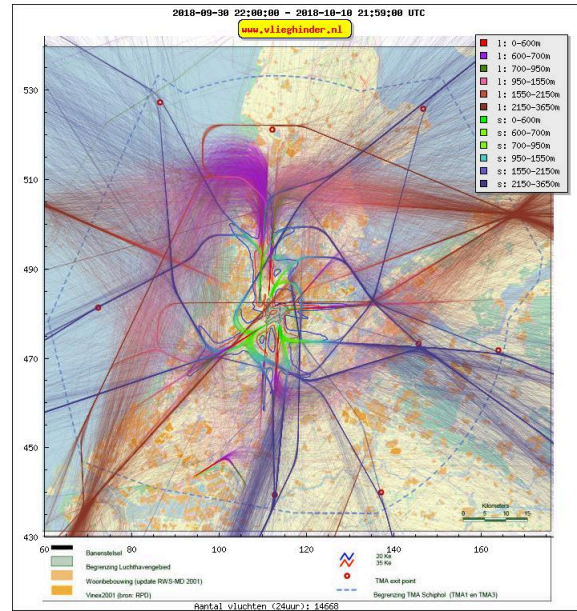 2018-09-30 22:00:00 - 2018-10-10 21:59:00 UTC
www.vlieghinder.nl
l: 0-600m
l: 600-700m
l: 700-950m
l: 950-1550m
l: 1550-2150m
l: 2150-3650m
s: 0-600m
s: 600-700m
s: 700-950m
s: 950-1550m
s: 1550-2150m
s: 2150-3650m
530
510
490
470
450
430
60
80
100
120
140
160
Kilometers
0 5 10 15
Banenstelsel
Begrenzing Luchthavengebied
Woonbebouwing (update RWS-MD 2001)
Vinex2001 (bron: RPD)
20 Ke
35 Ke
TMA exit point
Begrenzing TMA Schiphol (TMA1 en TMA3)
Aantal vluchten (24uur): 14668